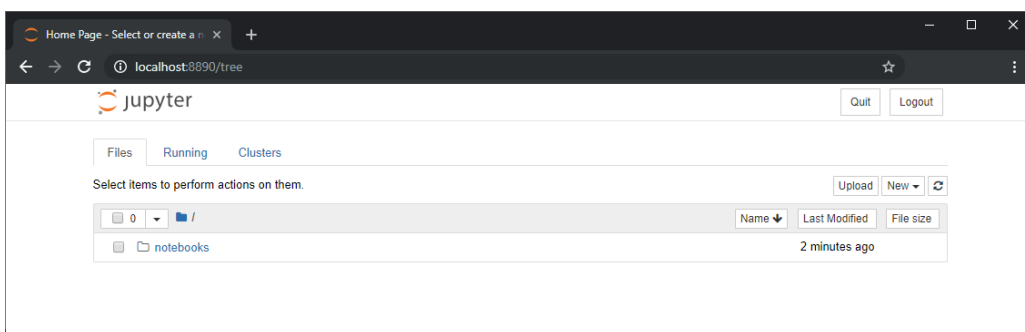 Home Page - Select or create a n
localhost:8890/tree
jupyter
Quit Logout
Files Running Clusters
Select items to perform actions on them.
Upload New
0 / Name Last Modified File size
notebooks 2 minutes ago